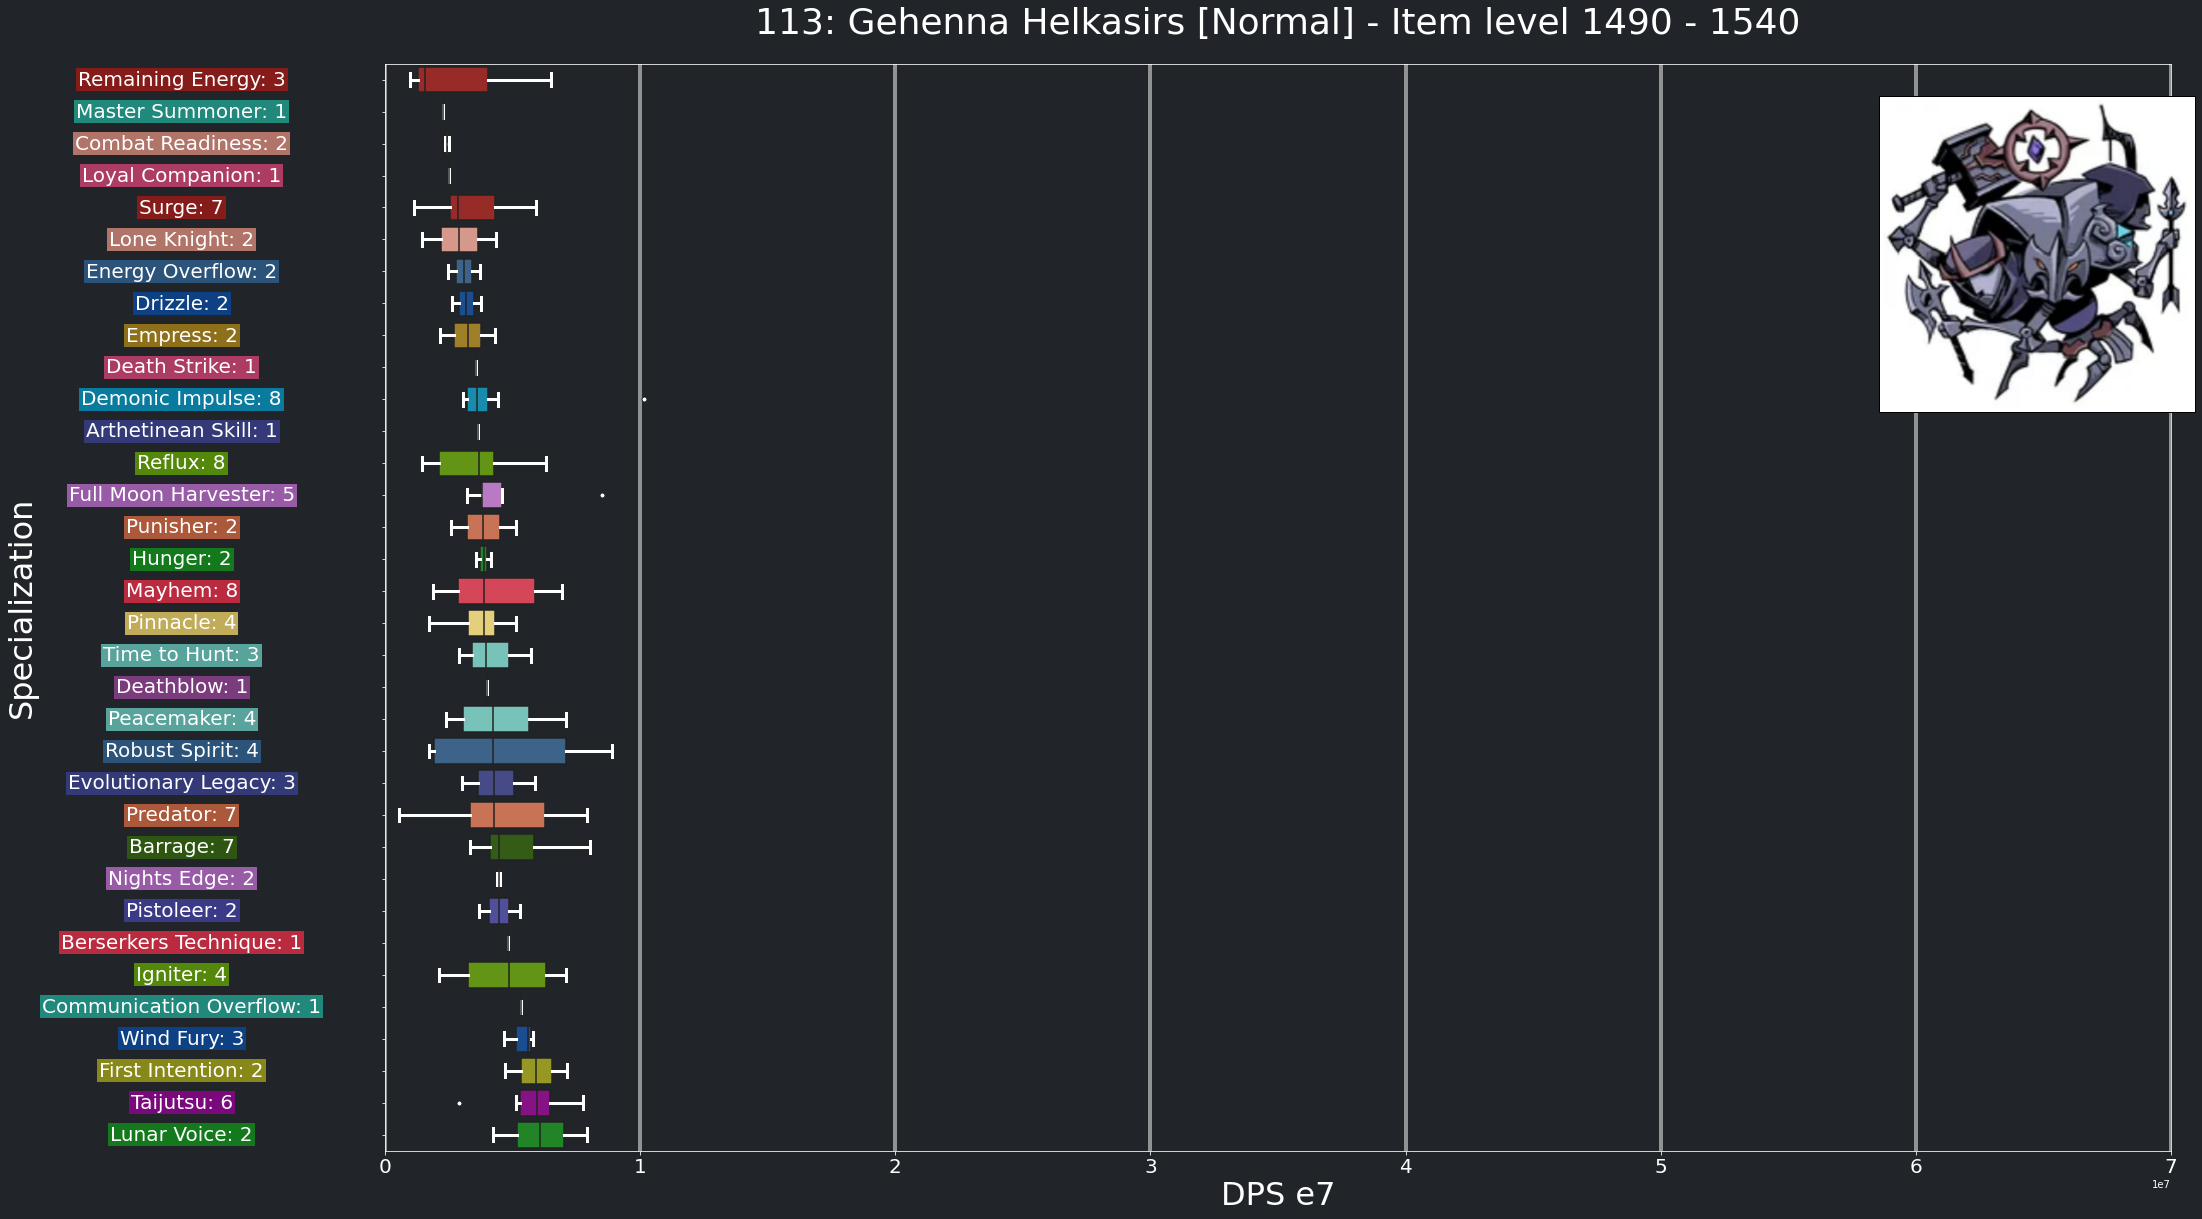 113: Gehenna Helkasirs [Normal] - Item level 1490 - 1540
Remaining Energy: 3
Master Summoner: 1
Combat Readiness: 2
Loyal Companion: 1
Surge: 7
Lone Knight: 2
Energy Overflow: 2
Drizzle: 2
Empress: 2
Death Strike: 1
Demonic Impulse: 8
Arthetinean Skill: 1
Reflux: 8
Full Moon Harvester: 5
Punisher: 2
Hunger: 2
Mayhem: 8
Pinnacle: 4
Time to Hunt: 3
Deathblow: 1
Peacemaker: 4
Robust Spirit: 4
Evolutionary Legacy: 3
Predator: 7
Barrage: 7
Nights Edge: 2
Pistoleer: 2
Berserkers Technique: 1
Igniter: 4
Communication Overflow: 1
Wind Fury: 3
First Intention: 2
Taijutsu: 6
Lunar Voice: 2
Specialization
0 1 2 3 4 5 6 7
1e7
DPS e7